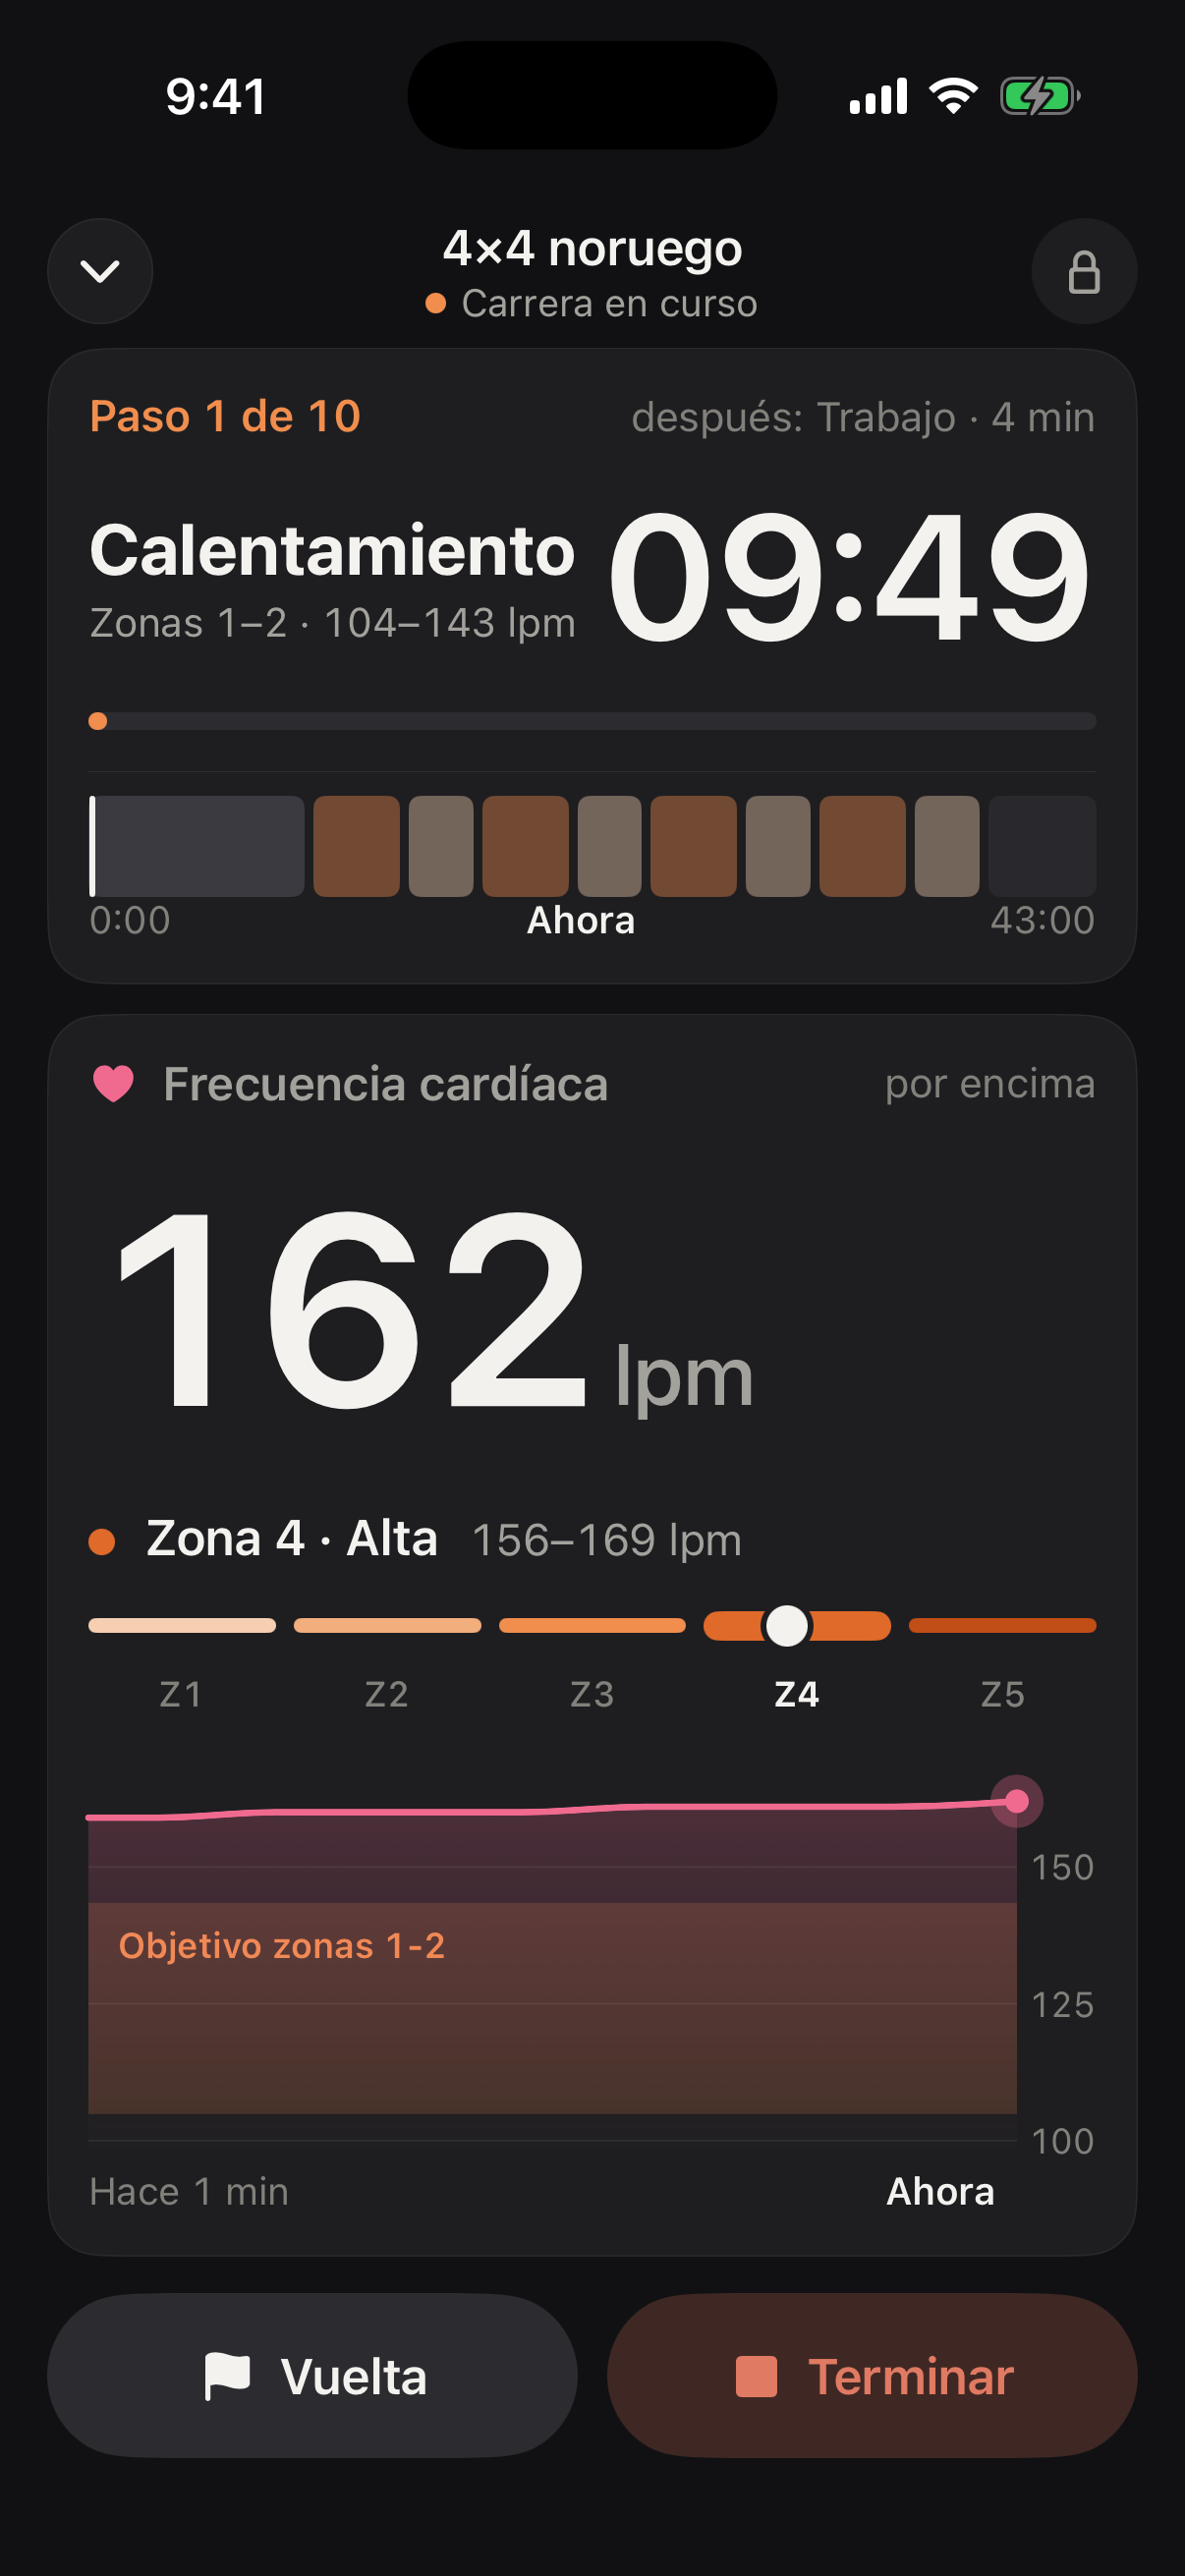 9:41
4×4 noruego
Carrera en curso
Paso 1 de 10
después: Trabajo · 4 min
Calentamiento
09:49
Zonas 1–2 · 104–143 lpm
0:00
Ahora
43:00
Frecuencia cardíaca
por encima
162 lpm
Zona 4 · Alta 156–169 lpm
Z1 Z2 Z3 Z4 Z5
150
Objetivo zonas 1-2
125
100
Hace 1 min
Ahora
Vuelta
Terminar